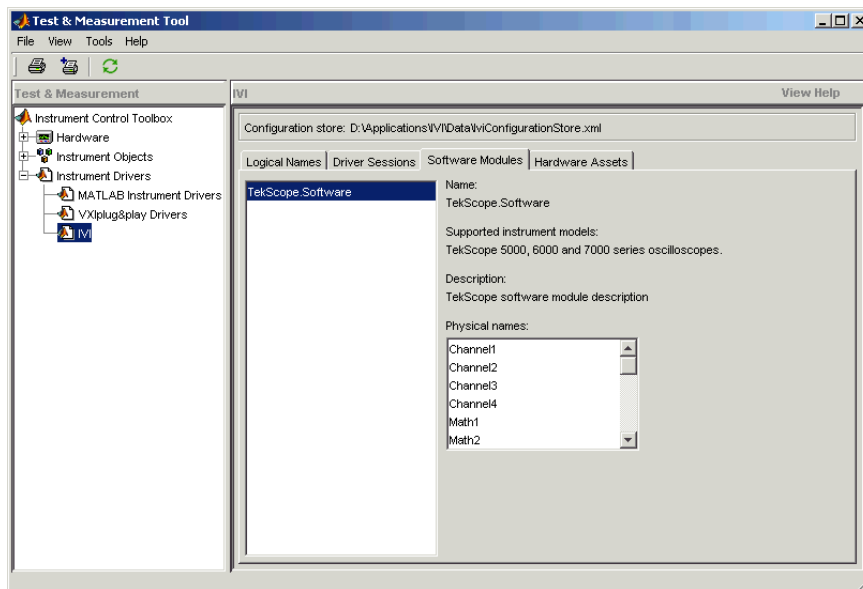 Test & Measurement Tool
File View Tools Help
Test & Measurement
IVI
View Help
Instrument Control Toolbox
Hardware
Instrument Objects
Instrument Drivers
MATLAB Instrument Drivers
VXIplug&play Drivers
IVI
Configuration store: D:\Applications\IVI\Data\IviConfigurationStore.xml
Logical Names
Driver Sessions
Software Modules
Hardware Assets
TekScope.Software
Name:
TekScope.Software
Supported instrument models:
TekScope 5000, 6000 and 7000 series oscilloscopes.
Description:
TekScope software module description
Physical names:
Channel1
Channel2
Channel3
Channel4
Math1
Math2